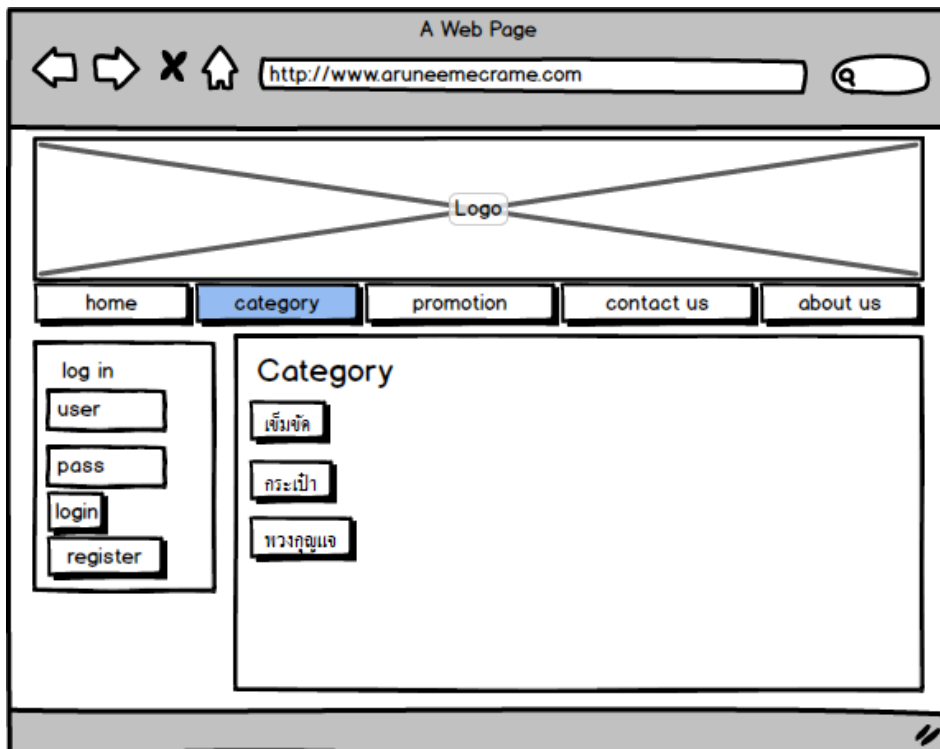 A Web Page
http://www.aruneemecrame.com
Logo
home
category
promotion
contact us
about us
log in
user
pass
login
register
Category
เข็มขัด
กระเป๋า
พวงกุญแจ